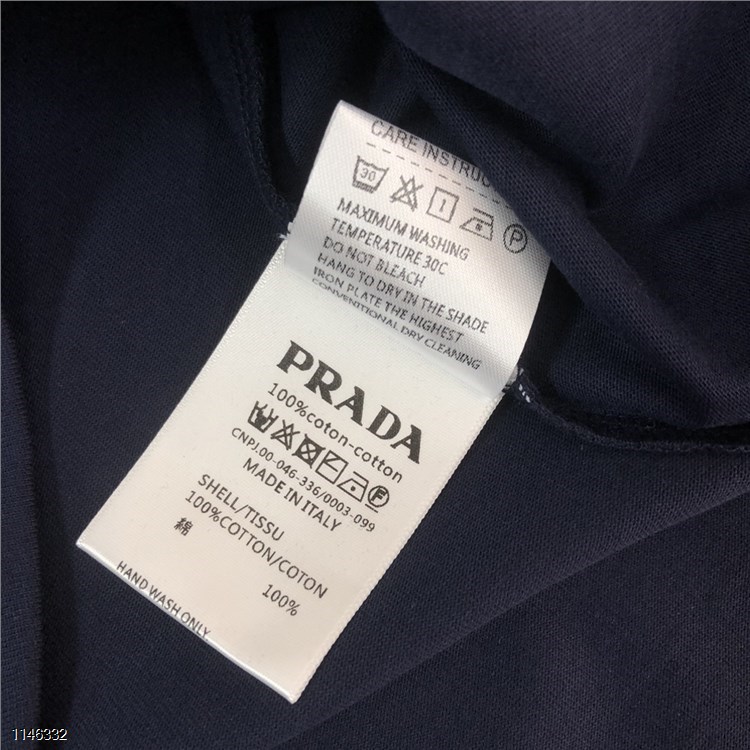 CARE INSTRUC
30
1
P
MAXIMUM WASHING
TEMPERATURE 30C
DO NOT BLEACH
HANG TO DRY IN THE SHADE
IRON PLATE THE HIGHEST
CONVENTIONAL DRY CLEANING
PRADA
100%coton-cotton
F
CNPJ.00-046-336/0003-099
MADE IN ITALY
SHELL/TISSU
100%COTTON/COTON
綿
100%
HAND WASH ONLY.
1146332